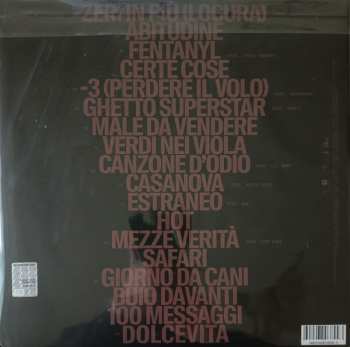 ZERI IN PIÙ (LOCURA)
ABITUDINE
FENTANYL
CERTE COSE
-3 (PERDERE IL VOLO)
GHETTO SUPERSTAR
MALE DA VENDERE
VERDI NEI VIOLA
CANZONE D'ODIO
CASANOVA
ESTRANEO
HOT
MEZZE VERITÀ
SAFARI
GIORNO DA CANI
BUIO DAVANTI
100 MESSAGGI
DOLCEVITA